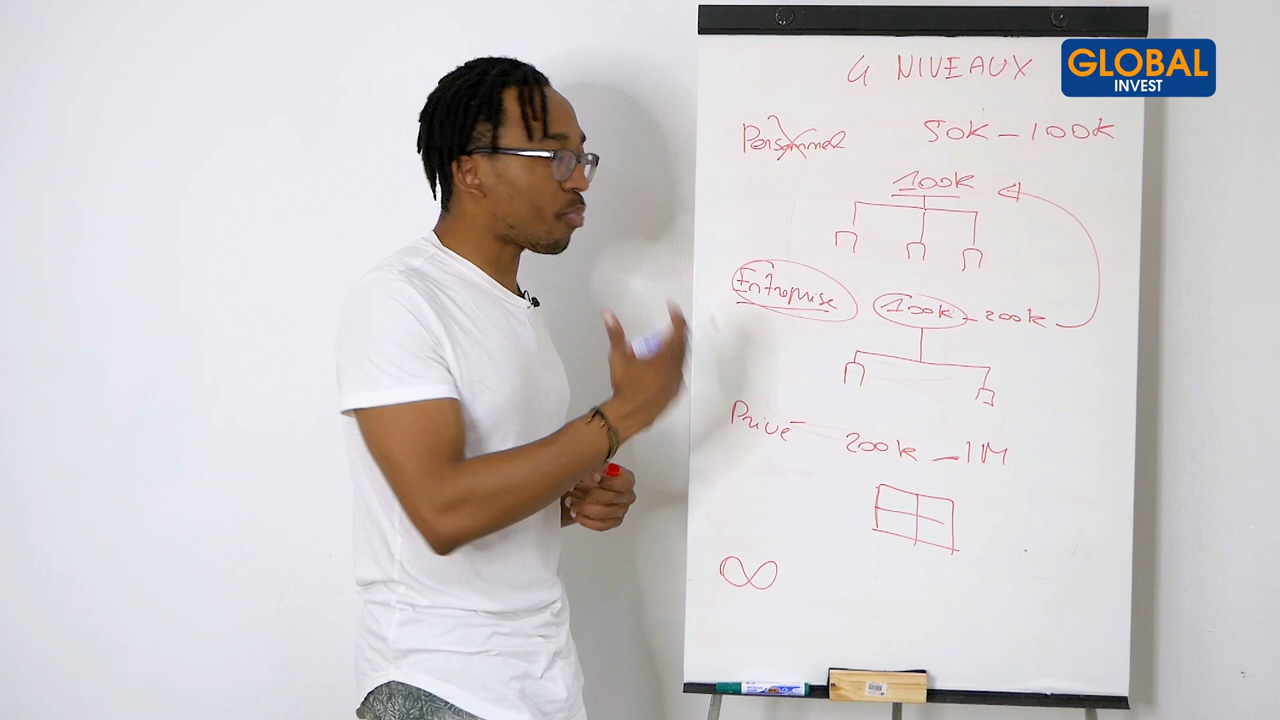 GLOBAL
INVEST
4 NIVEAUX
Personnel 50K - 100K
100K
Entreprise 100K - 200K
Privé 200K - 1M
∞